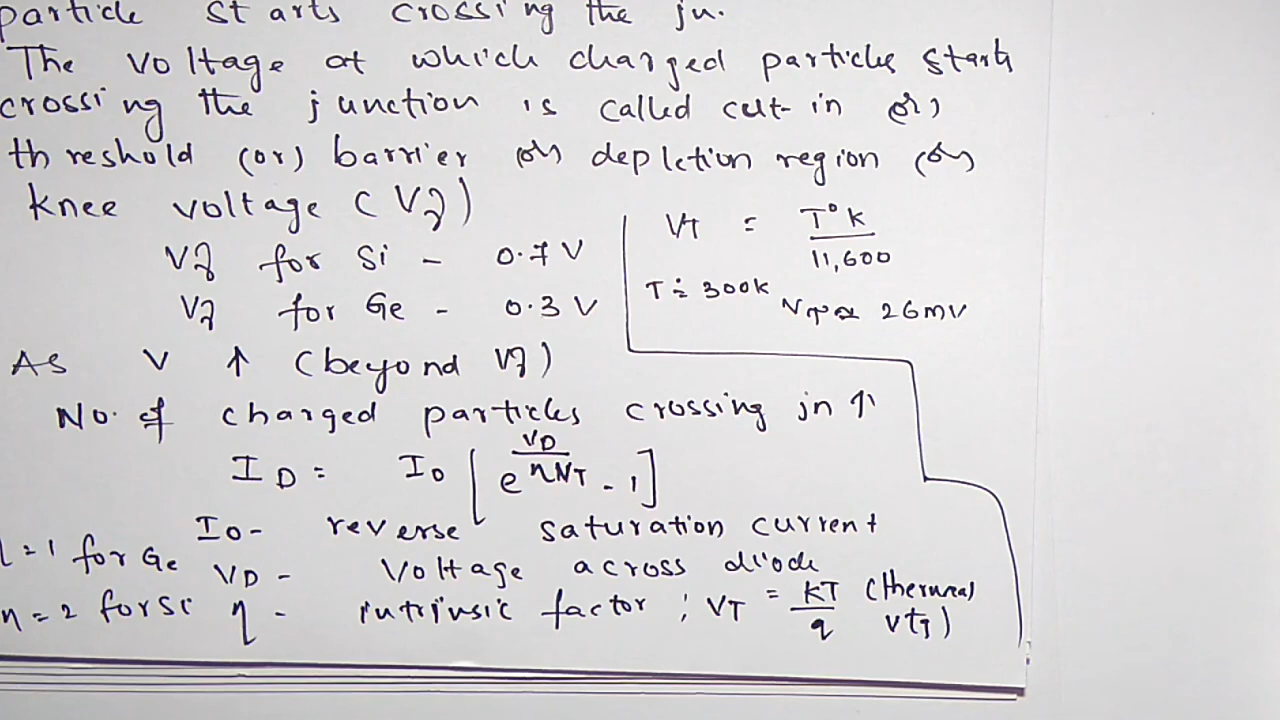 particle starts crossing the jn.
The voltage at which charged particles starts
crossing the junction is called cut-in (or)
threshold (or) barrier (or) depletion region (or)
knee voltage (Vγ)
Vγ for Si - 0.7 V
Vγ for Ge - 0.3 V
VT = T°K / 11,600
T = 300k VT ≃ 26mV
As V ↑ (beyond Vγ)
No. of charged particles crossing jn ↑
ID = I0 [e^(VD/ηVT) - 1]
I0 - reverse saturation current
η=1 for Ge
VD - Voltage across diode
η=2 for Si
η - intrinsic factor ; VT = KT/q (thermal vtg)